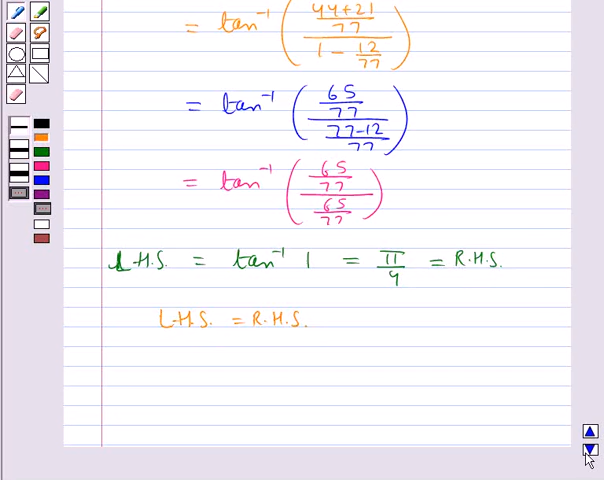 = tan⁻¹ ( (44+21)/77 / (1 - 12/77) )
= tan⁻¹ ( 65/77 / (77-12)/77 )
= tan⁻¹ ( 65/77 / 65/77 )
L.H.S. = tan⁻¹ 1 = π/4 = R.H.S.
L.H.S. = R.H.S.